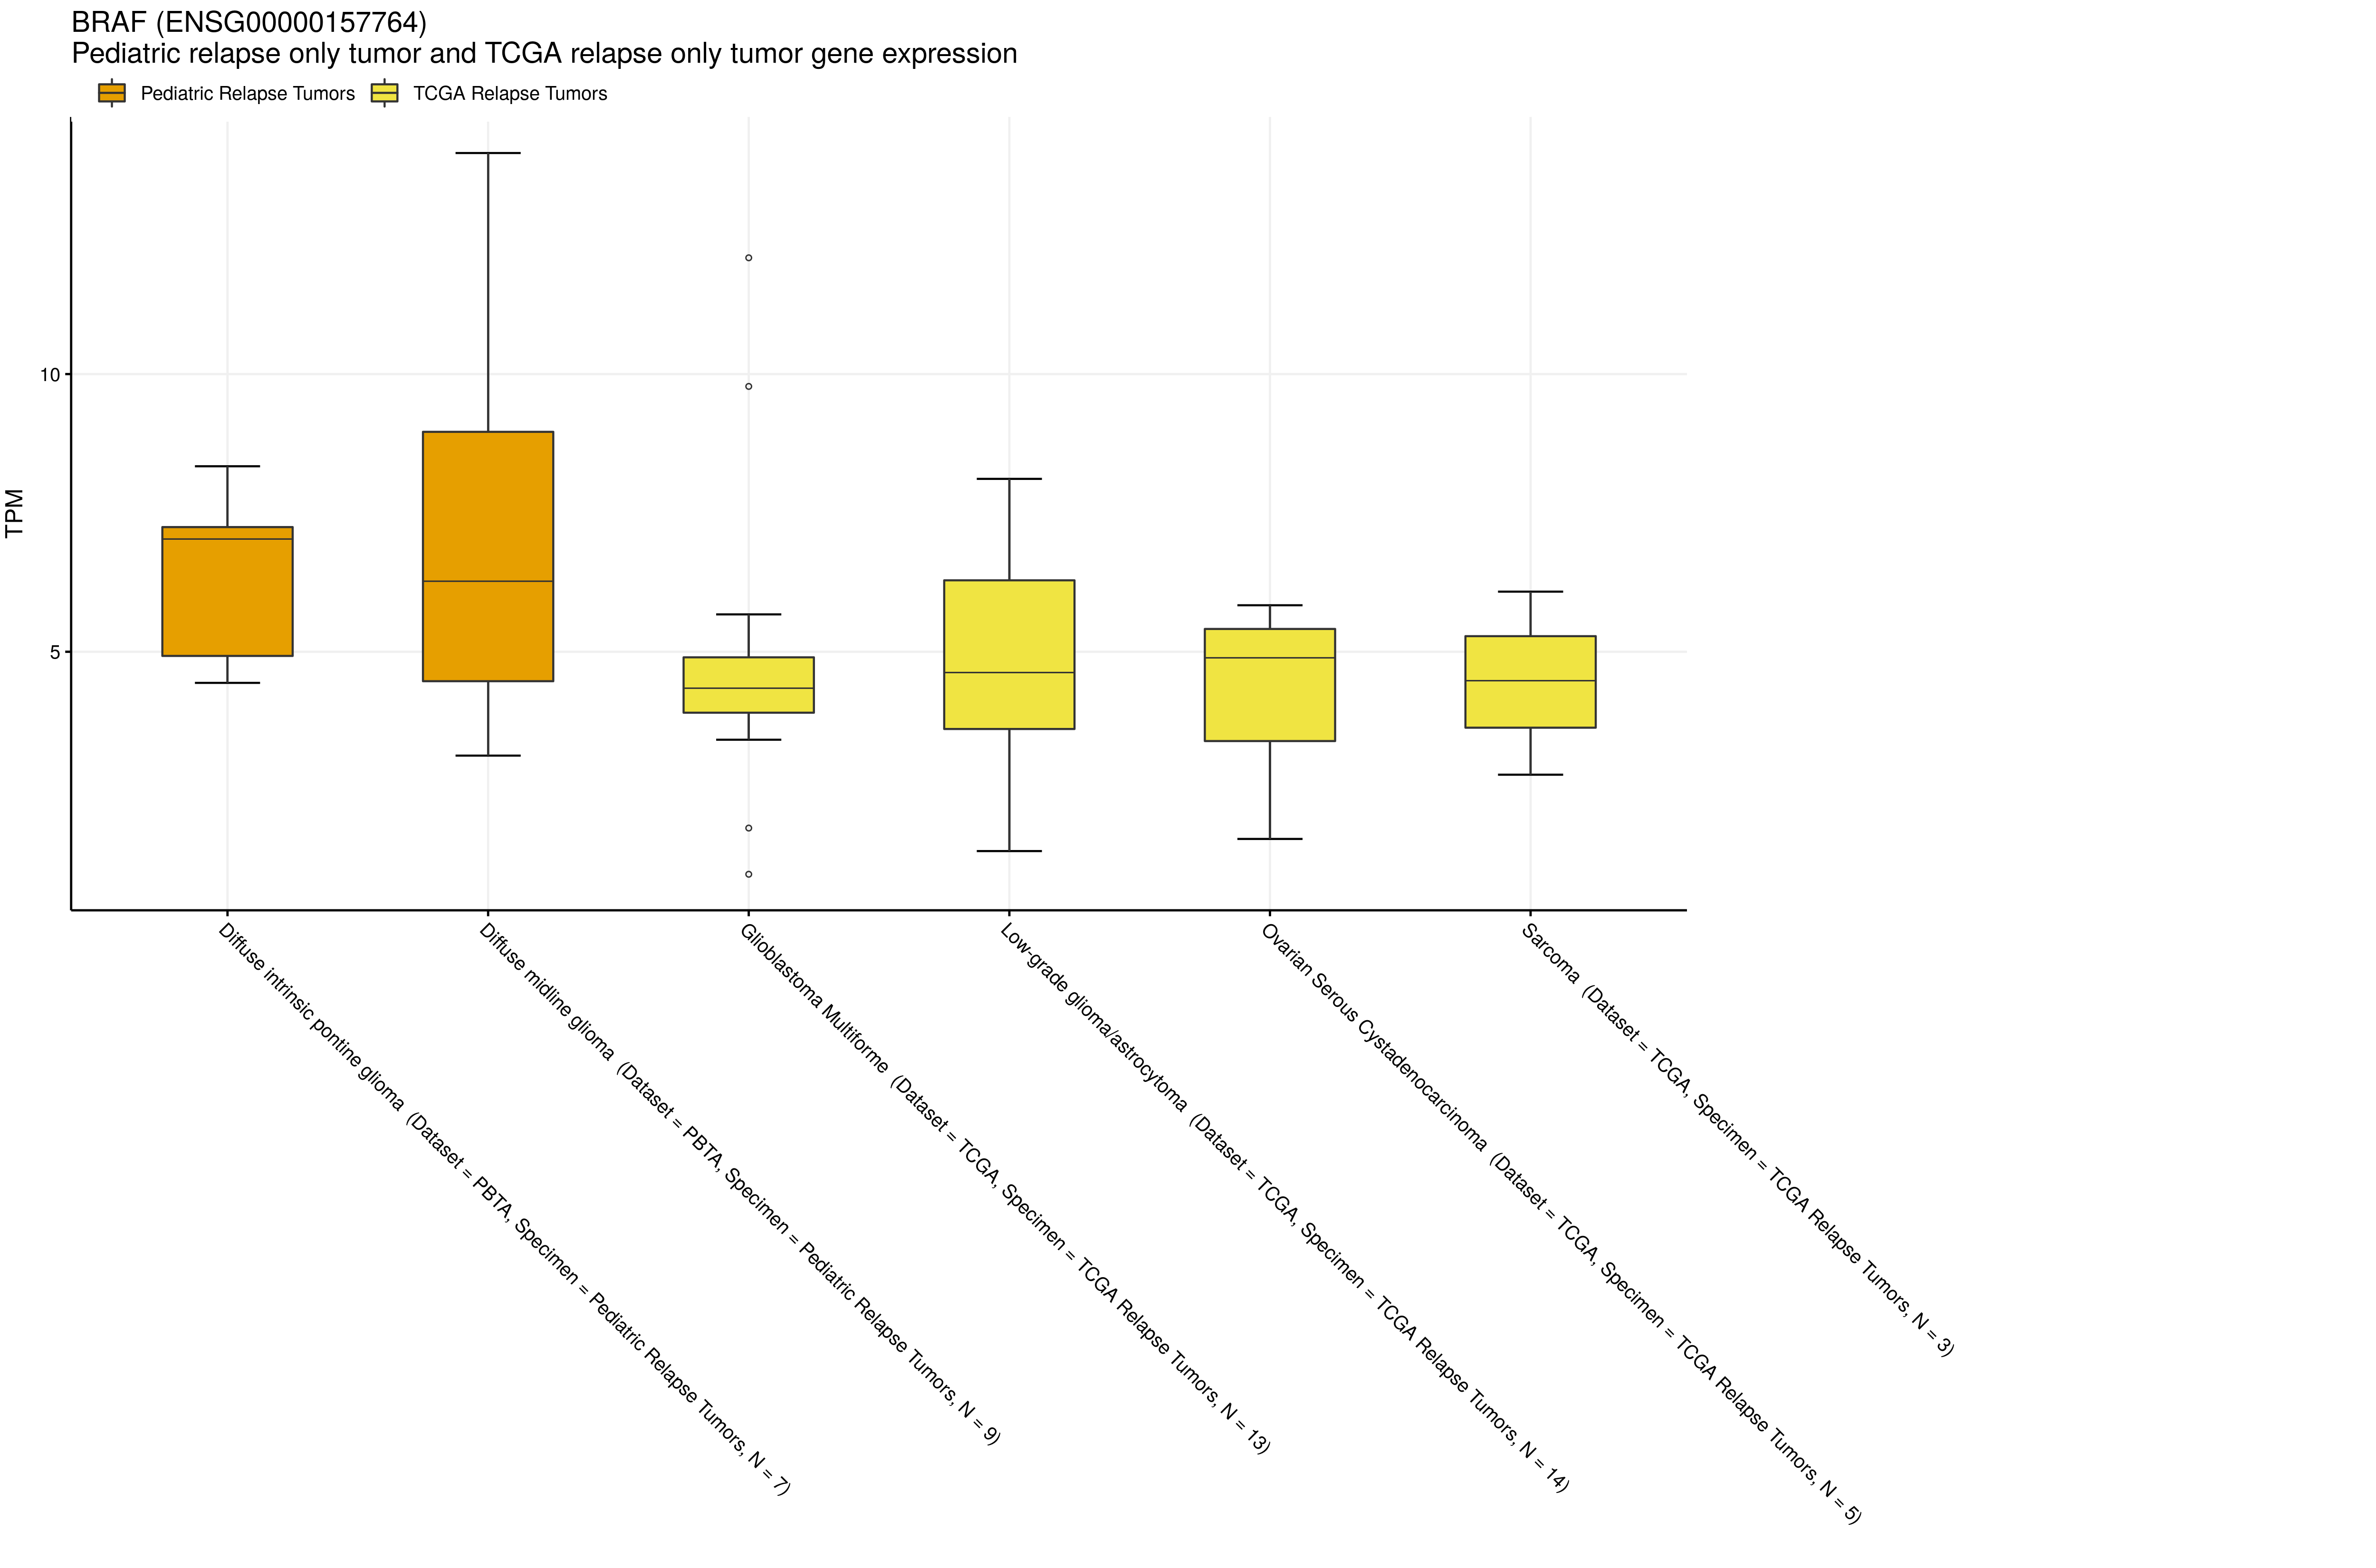 BRAF (ENSG00000157764)
Pediatric relapse only tumor and TCGA relapse only tumor gene expression
Pediatric Relapse Tumors
TCGA Relapse Tumors
TPM
10
5
Diffuse intrinsic pontine glioma (Dataset = PBTA, Specimen = Pediatric Relapse Tumors, N = 7)
Diffuse midline glioma (Dataset = PBTA, Specimen = Pediatric Relapse Tumors, N = 9)
Glioblastoma Multiforme (Dataset = TCGA, Specimen = TCGA Relapse Tumors, N = 13)
Low-grade glioma/astrocytoma (Dataset = TCGA, Specimen = TCGA Relapse Tumors, N = 14)
Ovarian Serous Cystadenocarcinoma (Dataset = TCGA, Specimen = TCGA Relapse Tumors, N = 5)
Sarcoma (Dataset = TCGA, Specimen = TCGA Relapse Tumors, N = 3)